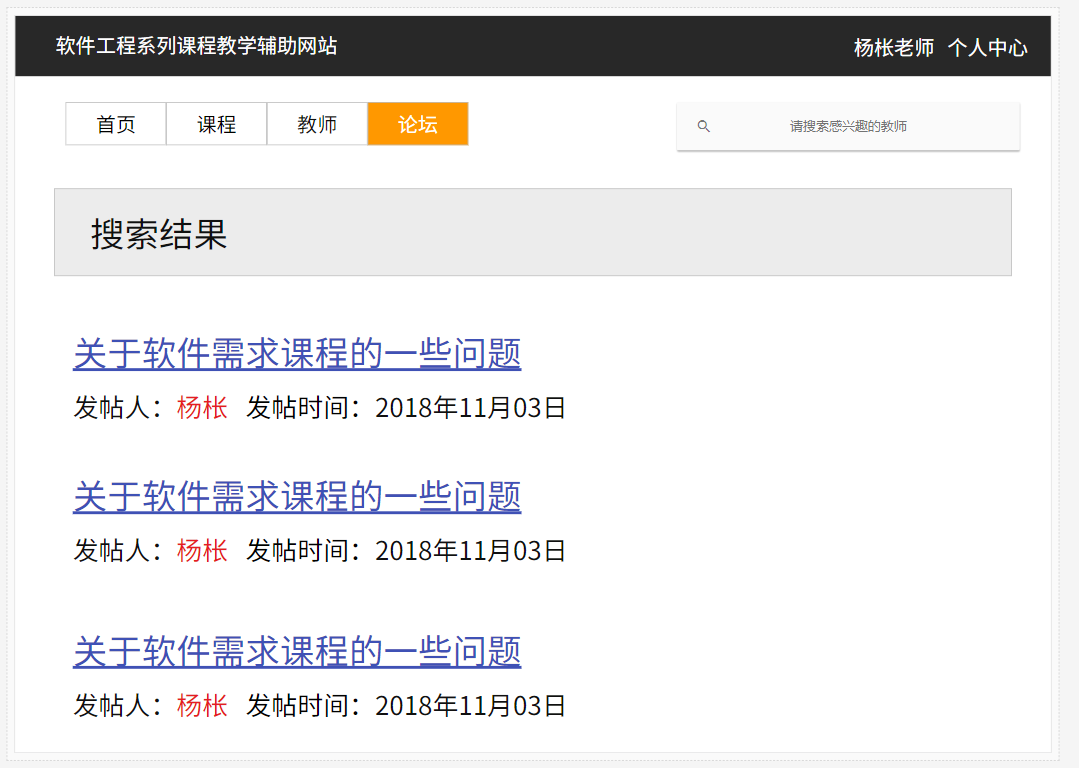 软件工程系列课程教学辅助网站
杨枨老师 个人中心
首页 课程 教师 论坛
请搜索感兴趣的教师
搜索结果
关于软件需求课程的一些问题
发帖人：杨枨 发帖时间：2018年11月03日
关于软件需求课程的一些问题
发帖人：杨枨 发帖时间：2018年11月03日
关于软件需求课程的一些问题
发帖人：杨枨 发帖时间：2018年11月03日